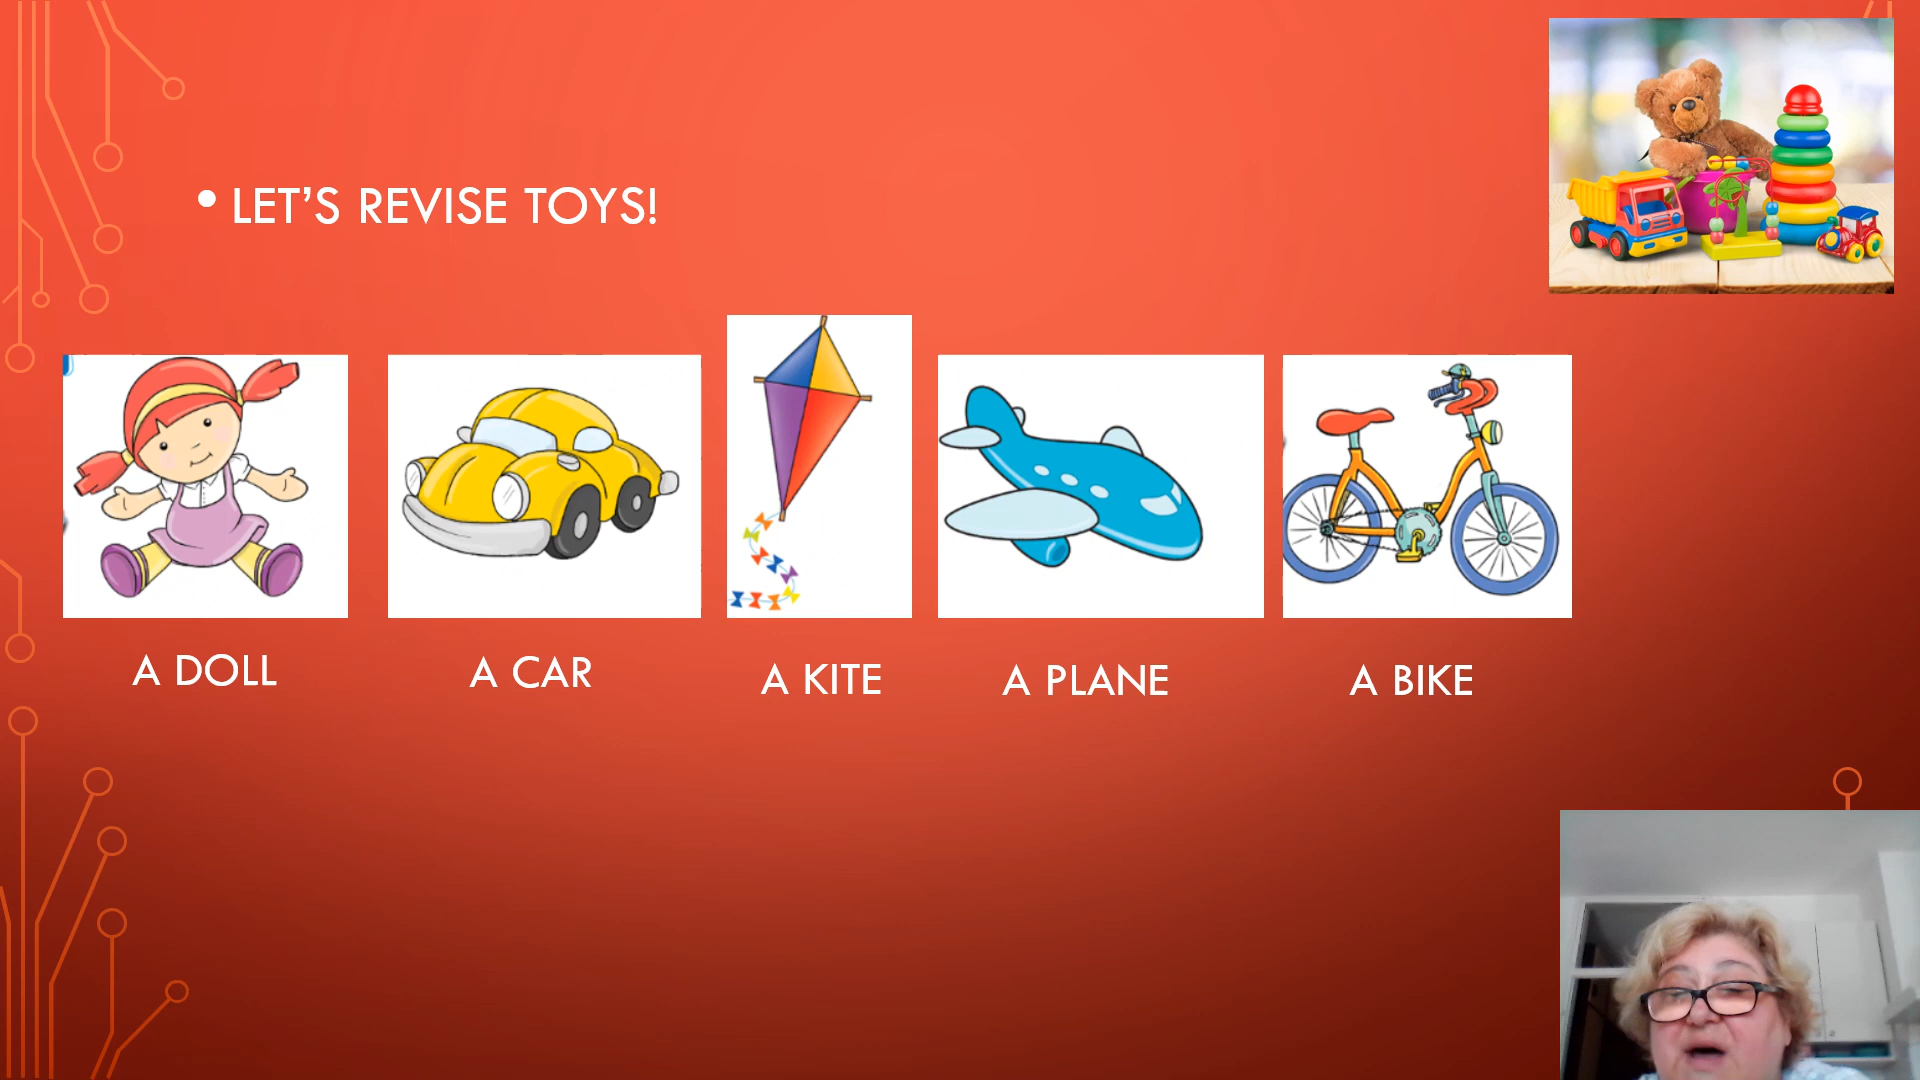 • LET’S REVISE TOYS!
A DOLL
A CAR
A KITE
A PLANE
A BIKE